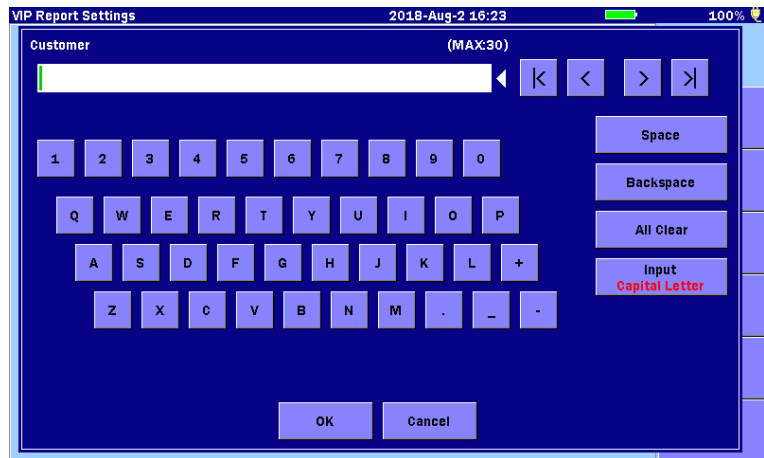 VIP Report Settings 2018-Aug-2 16:23 100%
Customer (MAX:30)
|< < > >|
Space
1 2 3 4 5 6 7 8 9 0
Backspace
Q W E R T Y U I O P
All Clear
A S D F G H J K L +
Input
Capital Letter
Z X C V B N M . _ -
OK Cancel